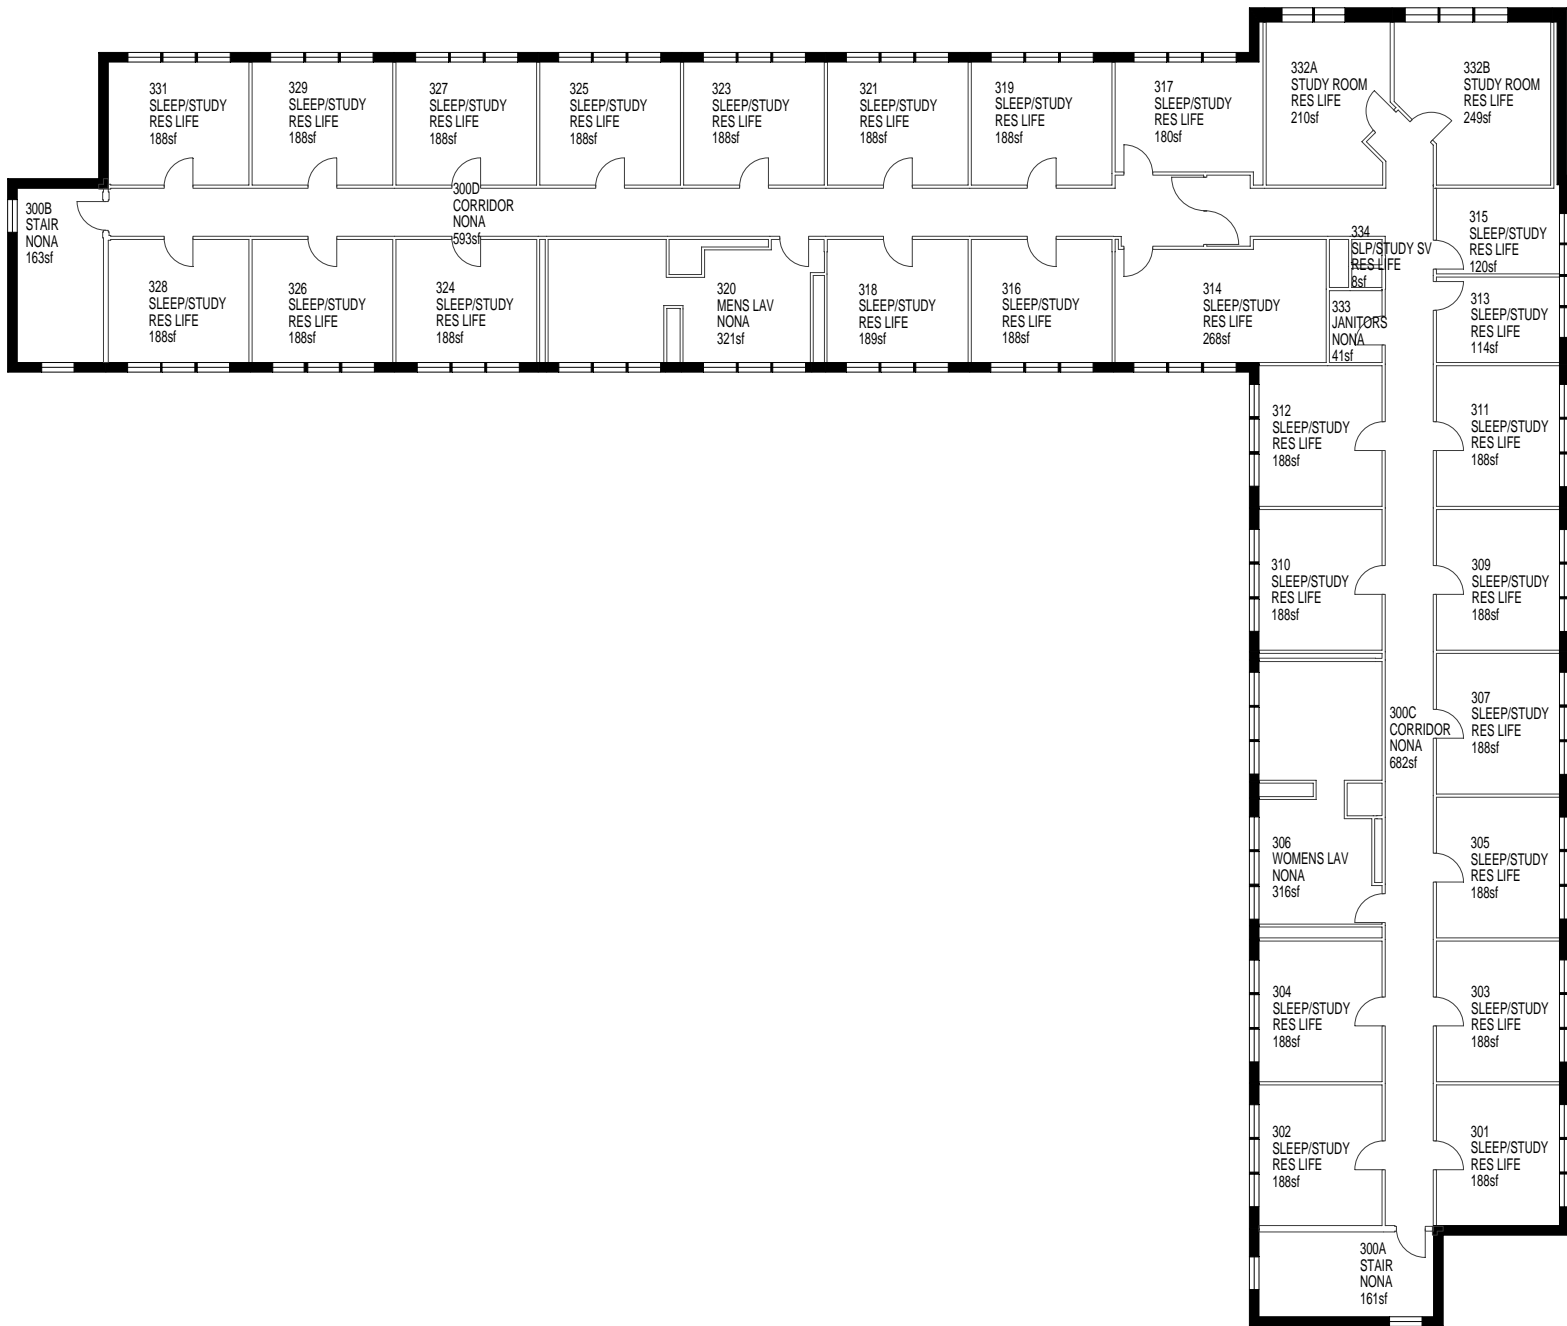 331
SLEEP/STUDY
RES LIFE
188sf
329
SLEEP/STUDY
RES LIFE
188sf
327
SLEEP/STUDY
RES LIFE
188sf
325
SLEEP/STUDY
RES LIFE
188sf
323
SLEEP/STUDY
RES LIFE
188sf
321
SLEEP/STUDY
RES LIFE
188sf
319
SLEEP/STUDY
RES LIFE
188sf
317
SLEEP/STUDY
RES LIFE
180sf
332A
STUDY ROOM
RES LIFE
210sf
332B
STUDY ROOM
RES LIFE
249sf
300B
STAIR
NONA
163sf
300D
CORRIDOR
NONA
593sf
328
SLEEP/STUDY
RES LIFE
188sf
326
SLEEP/STUDY
RES LIFE
188sf
324
SLEEP/STUDY
RES LIFE
188sf
320
MENS LAV
NONA
321sf
318
SLEEP/STUDY
RES LIFE
189sf
316
SLEEP/STUDY
RES LIFE
188sf
314
SLEEP/STUDY
RES LIFE
268sf
334
SLP/STUDY SV
RES LIFE
8sf
333
JANITORS
NONA
41sf
315
SLEEP/STUDY
RES LIFE
120sf
313
SLEEP/STUDY
RES LIFE
114sf
312
SLEEP/STUDY
RES LIFE
188sf
311
SLEEP/STUDY
RES LIFE
188sf
310
SLEEP/STUDY
RES LIFE
188sf
309
SLEEP/STUDY
RES LIFE
188sf
300C
CORRIDOR
NONA
682sf
307
SLEEP/STUDY
RES LIFE
188sf
306
WOMENS LAV
NONA
316sf
305
SLEEP/STUDY
RES LIFE
188sf
304
SLEEP/STUDY
RES LIFE
188sf
303
SLEEP/STUDY
RES LIFE
188sf
302
SLEEP/STUDY
RES LIFE
188sf
301
SLEEP/STUDY
RES LIFE
188sf
300A
STAIR
NONA
161sf